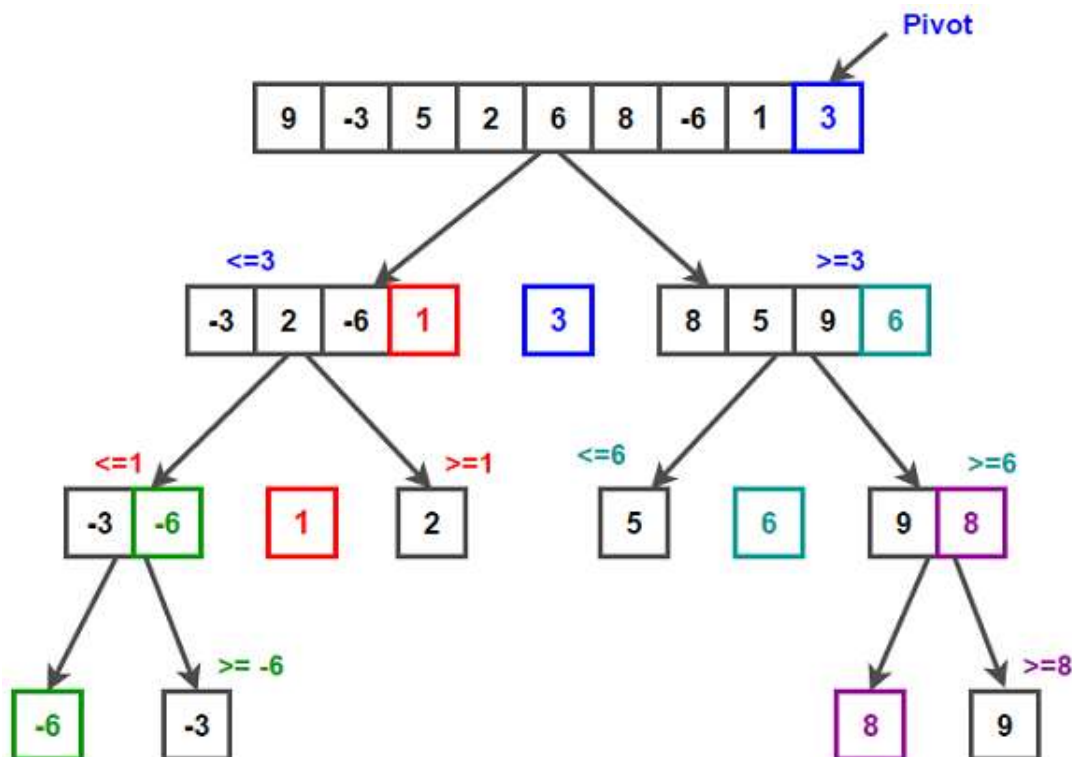 Pivot
9 -3 5 2 6 8 -6 1 3
<=3 >=3
-3 2 -6 1 3 8 5 9 6
<=1 >=1 <=6 >=6
-3 -6 1 2 5 6 9 8
>= -6 >=8
-6 -3 8 9